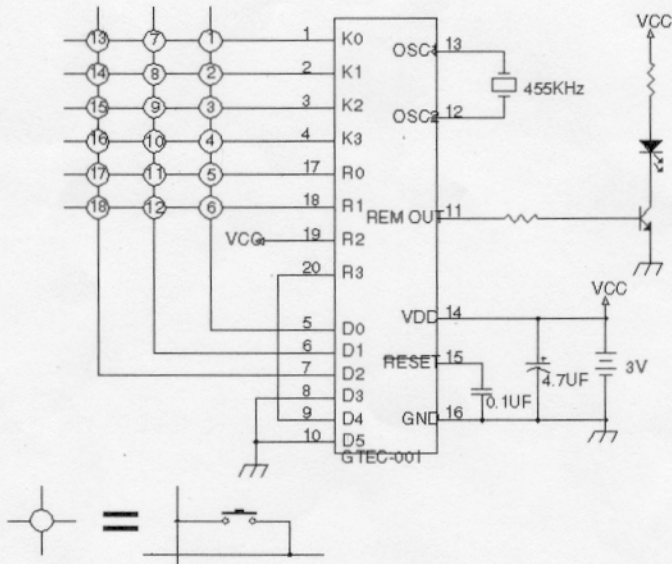 VCC
13 7 1 1 K0 OSC1 13
14 8 2 2 K1 455KHz
15 9 3 3 K2 OSC2 12
16 10 4 4 K3
17 11 5 17 R0
18 12 6 18 R1 REM OUT 11
VCC 19 R2
20 R3
VCC
5 D0 VDD 14
6 D1
7 D2 RESET 15 4.7UF 3V
8 D3 0.1UF
9 D4 GND 16
10 D5
GTEC-001